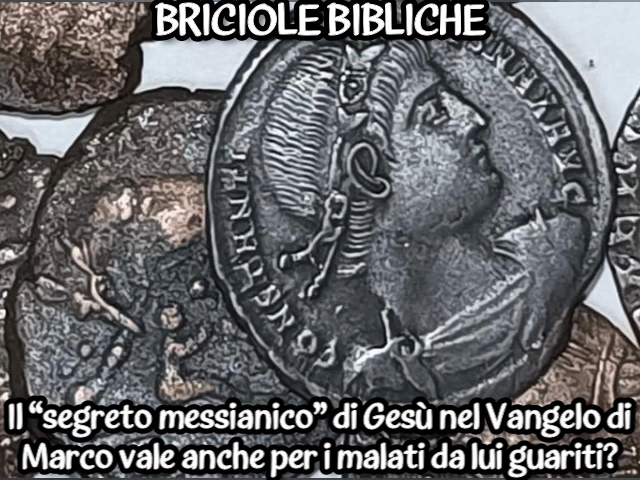 BRICIOLE BIBLICHE
Il “segreto messianico” di Gesù nel Vangelo di
Marco vale anche per i malati da lui guariti?